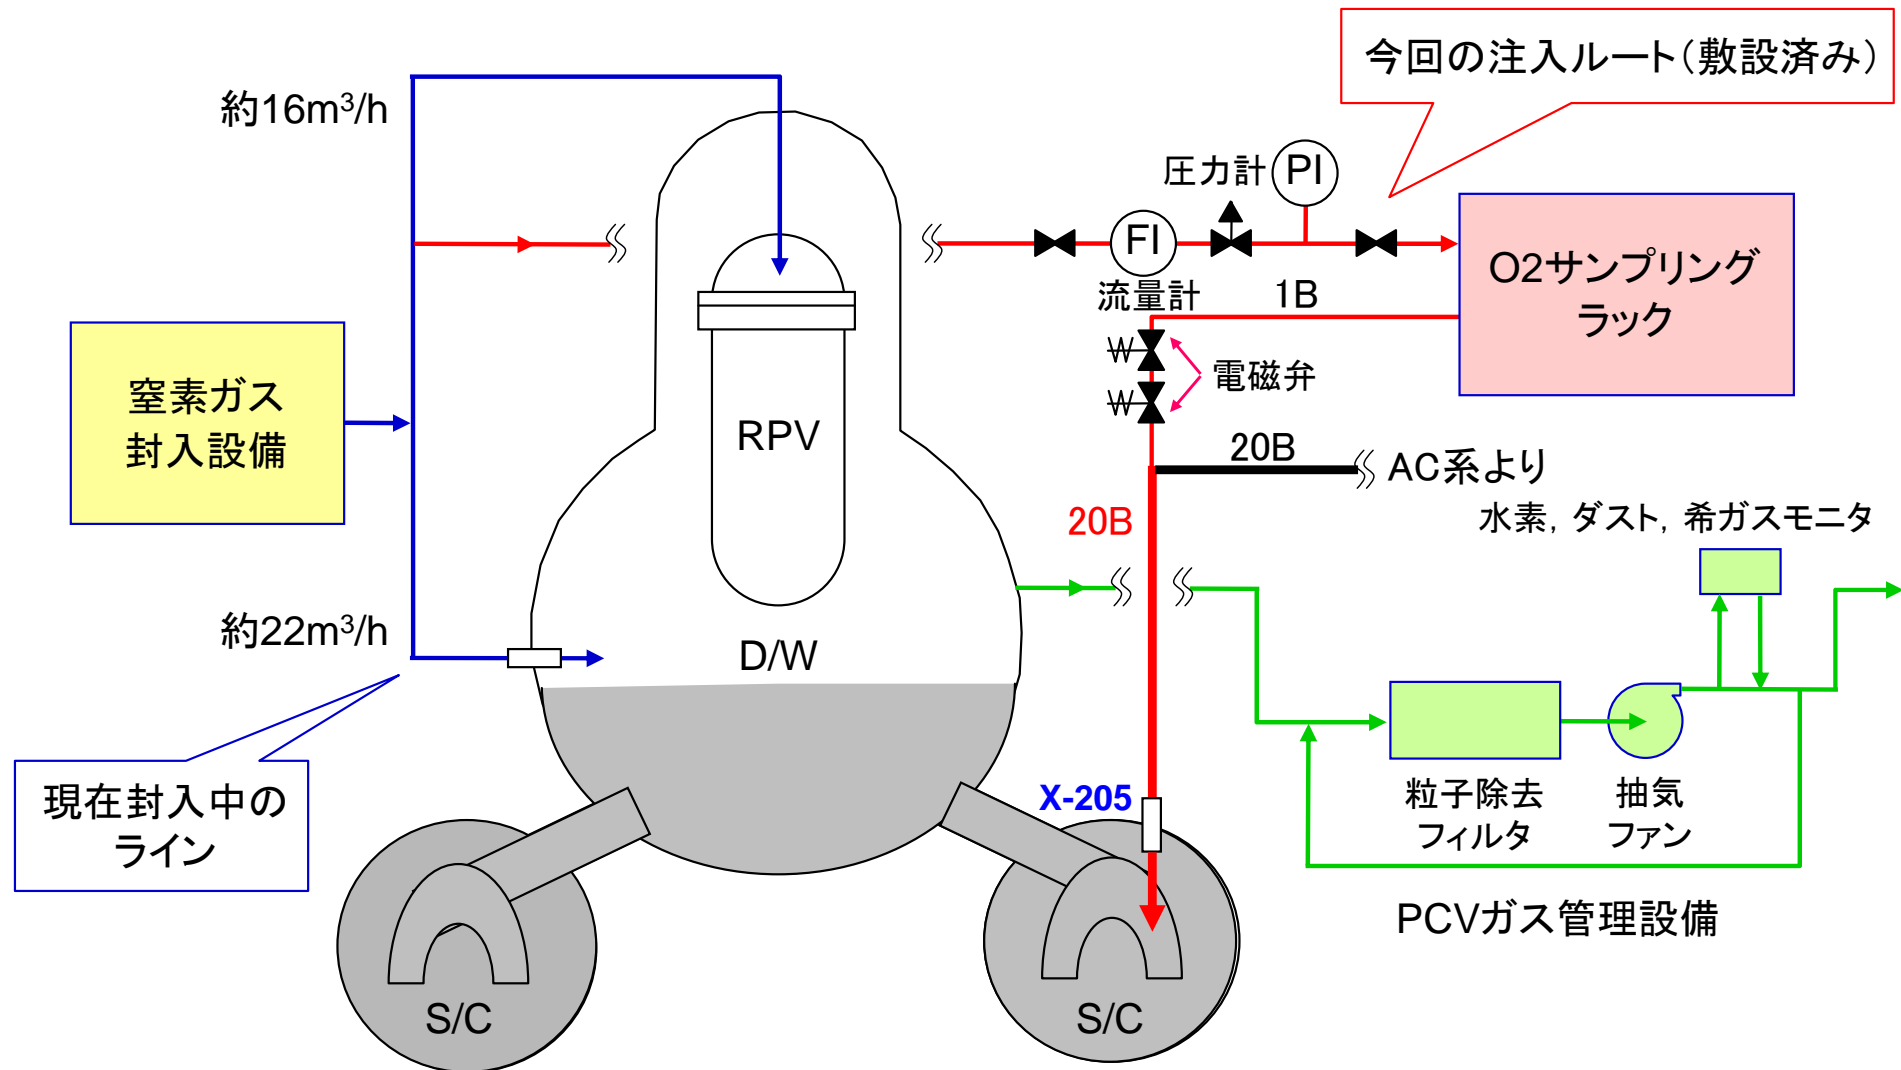 今回の注入ルート（敷設済み）
約16m³/h
圧力計
PI
FI
流量計
1B
O2サンプリング
ラック
電磁弁
窒素ガス
封入設備
RPV
20B
AC系より
20B
水素，ダスト，希ガスモニタ
約22m³/h
D/W
現在封入中の
ライン
X-205
粒子除去
フィルタ
抽気
ファン
PCVガス管理設備
S/C
S/C